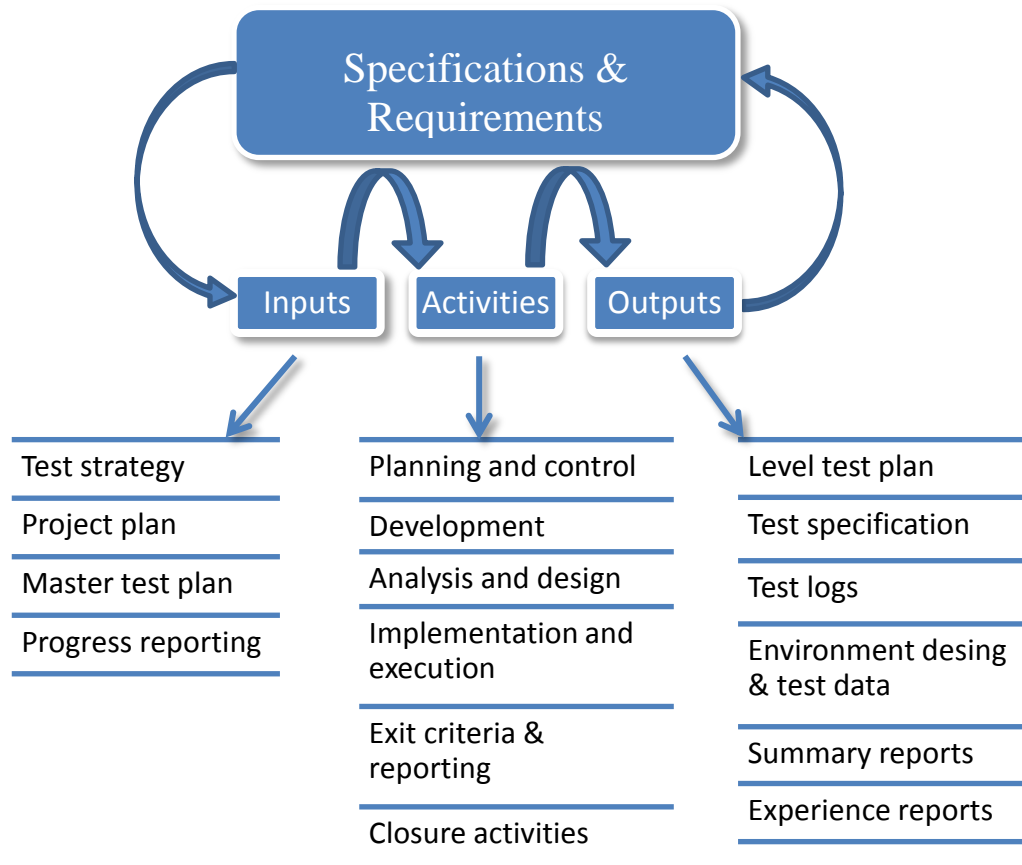 Specifications &
Requirements
Inputs
Activities
Outputs
Test strategy
Project plan
Master test plan
Progress reporting
Planning and control
Development
Analysis and design
Implementation and
execution
Exit criteria &
reporting
Closure activities
Level test plan
Test specification
Test logs
Environment desing
& test data
Summary reports
Experience reports